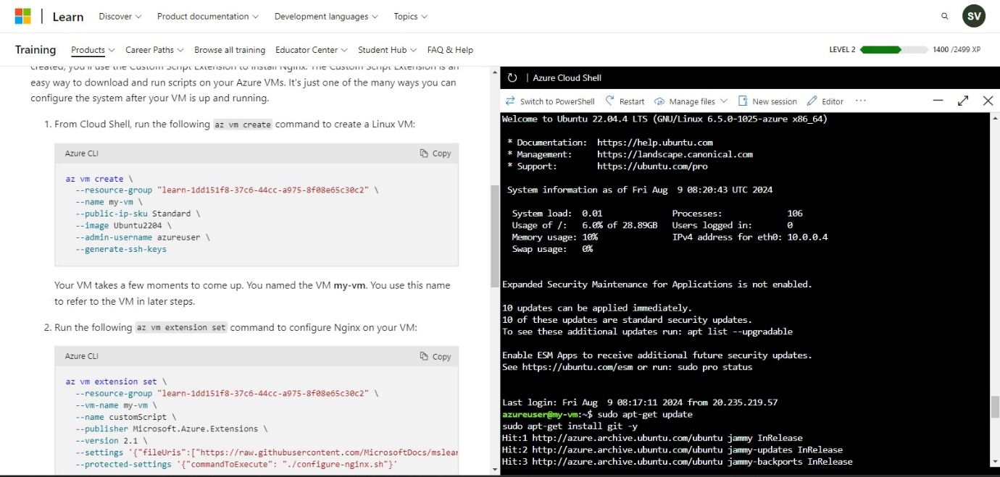 Learn Discover Product documentation Development languages Topics SV
Training Products Career Paths Browse all training Educator Center Student Hub FAQ & Help LEVEL 2 1400 /2499 XP
created, you'll use the Custom Script Extension to install Nginx. The Custom Script Extension is an
easy way to download and run scripts on your Azure VMs. It's just one of the many ways you can
configure the system after your VM is up and running.
1. From Cloud Shell, run the following az vm create command to create a Linux VM:
Azure CLI Copy
az vm create \
--resource-group "learn-1dd151f8-37c6-44cc-a975-8f08e65c30c2" \
--name my-vm \
--public-ip-sku Standard \
--image Ubuntu2204 \
--admin-username azureuser \
--generate-ssh-keys
Your VM takes a few moments to come up. You named the VM my-vm. You use this name
to refer to the VM in later steps.
2. Run the following az vm extension set command to configure Nginx on your VM:
Azure CLI Copy
az vm extension set \
--resource-group "learn-1dd151f8-37c6-44cc-a975-8f08e65c30c2" \
--vm-name my-vm \
--name customScript \
--publisher Microsoft.Azure.Extensions \
--version 2.1 \
--settings '{"fileUris":["https://raw.githubusercontent.com/MicrosoftDocs/mslear
--protected-settings '{"commandToExecute": "./configure-nginx.sh"}'
Azure Cloud Shell
Switch to PowerShell Restart Manage files New session Editor ...
Welcome to Ubuntu 22.04.4 LTS (GNU/Linux 6.5.0-1025-azure x86_64)
* Documentation: https://help.ubuntu.com
* Management: https://landscape.canonical.com
* Support: https://ubuntu.com/pro
System information as of Fri Aug 9 08:20:43 UTC 2024
System load: 0.01 Processes: 106
Usage of /: 6.0% of 28.89GB Users logged in: 0
Memory usage: 10% IPv4 address for eth0: 10.0.0.4
Swap usage: 0%
Expanded Security Maintenance for Applications is not enabled.
10 updates can be applied immediately.
10 of these updates are standard security updates.
To see these additional updates run: apt list --upgradable
Enable ESM Apps to receive additional future security updates.
See https://ubuntu.com/esm or run: sudo pro status
Last login: Fri Aug 9 08:17:11 2024 from 20.235.219.57
azureuser@my-vm:~$ sudo apt-get update
sudo apt-get install git -y
Hit:1 http://azure.archive.ubuntu.com/ubuntu jammy InRelease
Hit:2 http://azure.archive.ubuntu.com/ubuntu jammy-updates InRelease
Hit:3 http://azure.archive.ubuntu.com/ubuntu jammy-backports InRelease